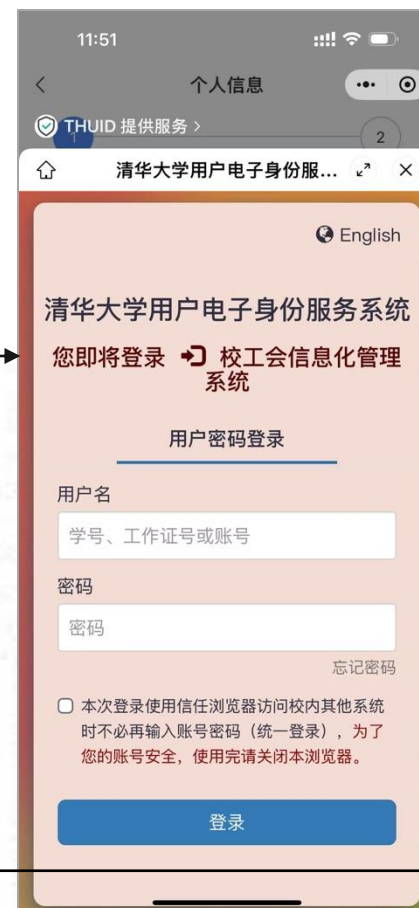 11:51
个人信息
THUID 提供服务 >
1
2
清华大学用户电子身份服...
English
清华大学用户电子身份服务系统
您即将登录 校工会信息化管理
系统
用户密码登录
用户名
学号、工作证号或账号
密码
密码
忘记密码
本次登录使用信任浏览器访问校内其他系统
时不必再输入账号密码（统一登录）, 为了
您的账号安全，使用完请关闭本浏览器。
登录